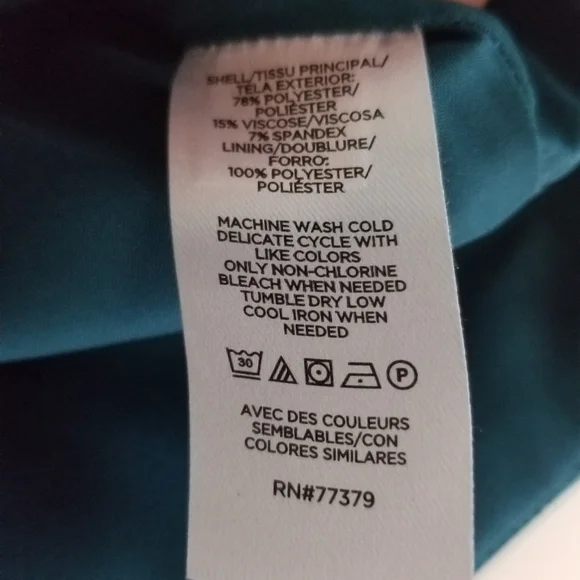 SHELL/TISSU PRINCIPAL/
TELA EXTERIOR:
78% POLYESTER/
POLIÉSTER
15% VISCOSE/VISCOSA
7% SPANDEX
LINING/DOUBLURE/
FORRO:
100% POLYESTER/
POLIÉSTER
MACHINE WASH COLD
DELICATE CYCLE WITH
LIKE COLORS
ONLY NON-CHLORINE
BLEACH WHEN NEEDED
TUMBLE DRY LOW
COOL IRON WHEN
NEEDED
30 P
AVEC DES COULEURS
SEMBLABLES/CON
COLORES SIMILARES
RN#77379